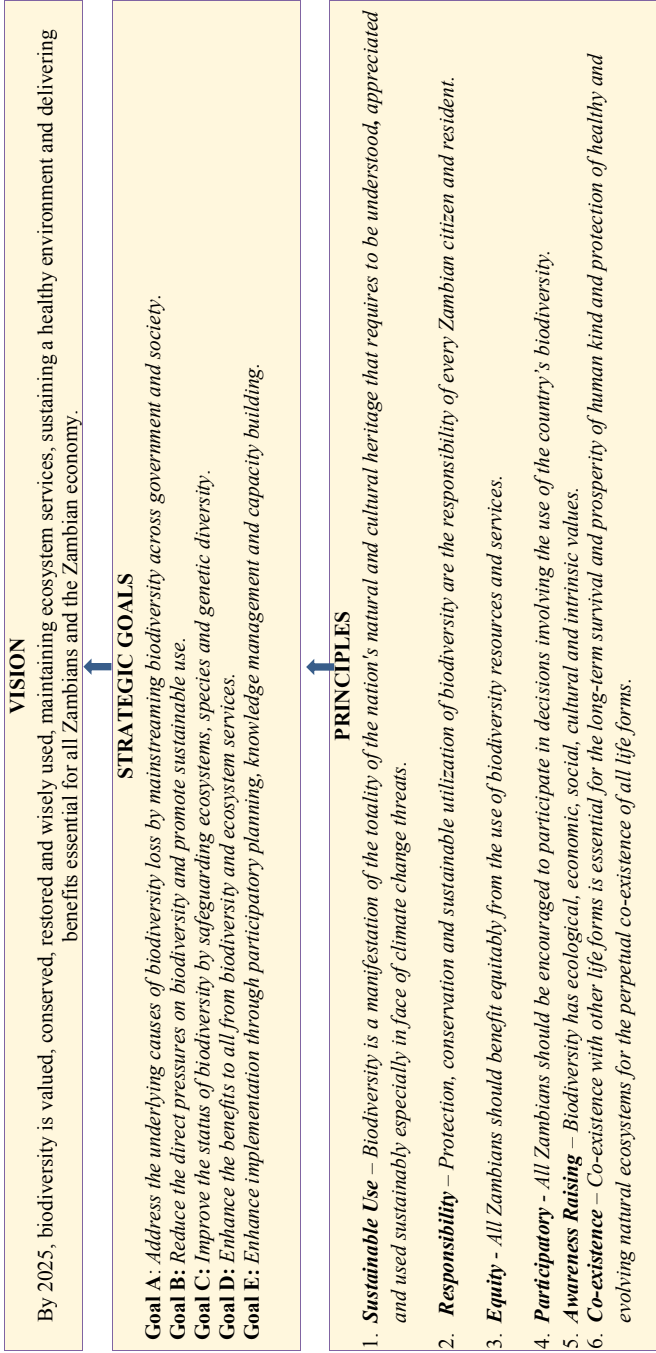 VISION
By 2025, biodiversity is valued, conserved, restored and wisely used, maintaining ecosystem services, sustaining a healthy environment and delivering
benefits essential for all Zambians and the Zambian economy.
STRATEGIC GOALS
Goal A: Address the underlying causes of biodiversity loss by mainstreaming biodiversity across government and society.
Goal B: Reduce the direct pressures on biodiversity and promote sustainable use.
Goal C: Improve the status of biodiversity by safeguarding ecosystems, species and genetic diversity.
Goal D: Enhance the benefits to all from biodiversity and ecosystem services.
Goal E: Enhance implementation through participatory planning, knowledge management and capacity building.
PRINCIPLES
1. Sustainable Use – Biodiversity is a manifestation of the totality of the nation's natural and cultural heritage that requires to be understood, appreciated
and used sustainably especially in face of climate change threats.
2. Responsibility – Protection, conservation and sustainable utilization of biodiversity are the responsibility of every Zambian citizen and resident.
3. Equity - All Zambians should benefit equitably from the use of biodiversity resources and services.
4. Participatory - All Zambians should be encouraged to participate in decisions involving the use of the country’s biodiversity.
5. Awareness Raising – Biodiversity has ecological, economic, social, cultural and intrinsic values.
6. Co-existence – Co-existence with other life forms is essential for the long-term survival and prosperity of human kind and protection of healthy and
evolving natural ecosystems for the perpetual co-existence of all life forms.